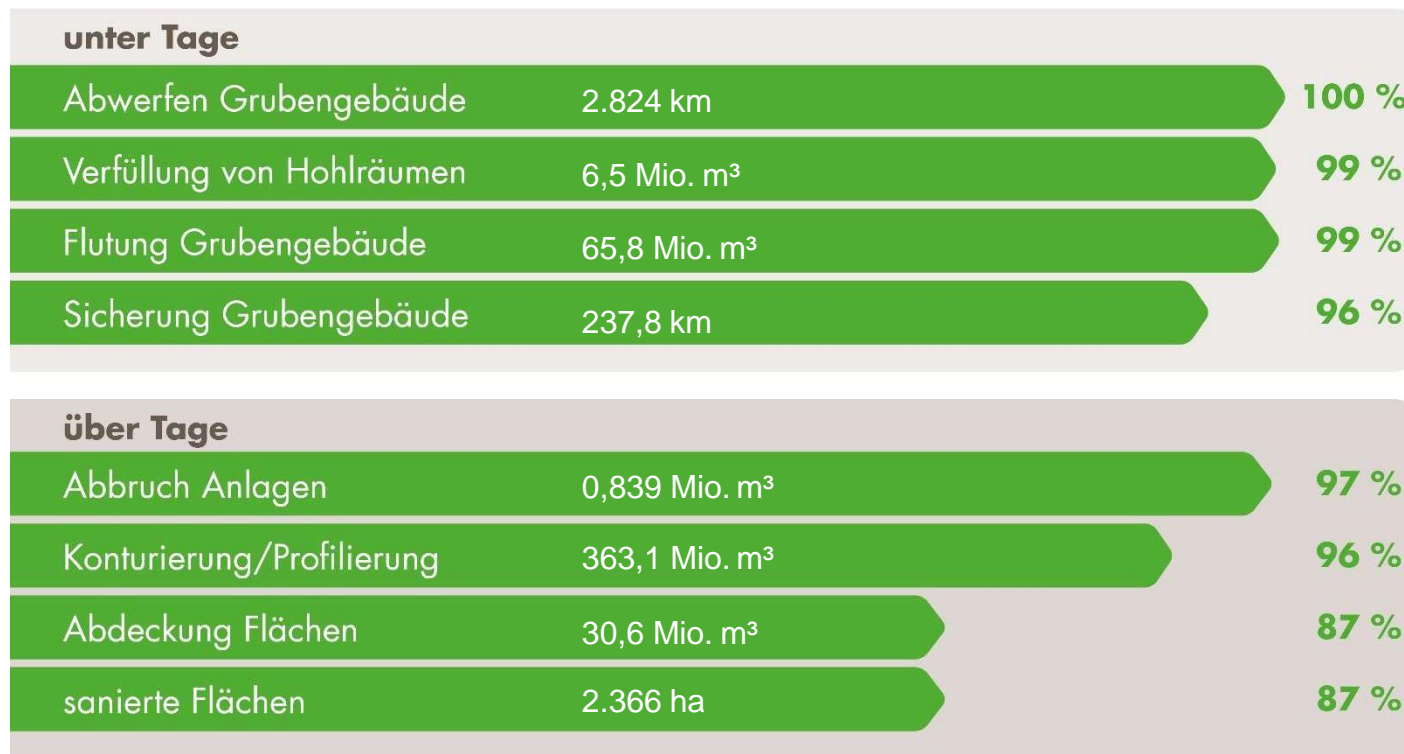 unter Tage
Abwerfen Grubengebäude 2.824 km 100 %
Verfüllung von Hohlräumen 6,5 Mio. m³ 99 %
Flutung Grubengebäude 65,8 Mio. m³ 99 %
Sicherung Grubengebäude 237,8 km 96 %
über Tage
Abbruch Anlagen 0,839 Mio. m³ 97 %
Konturierung/Profilierung 363,1 Mio. m³ 96 %
Abdeckung Flächen 30,6 Mio. m³ 87 %
sanierte Flächen 2.366 ha 87 %